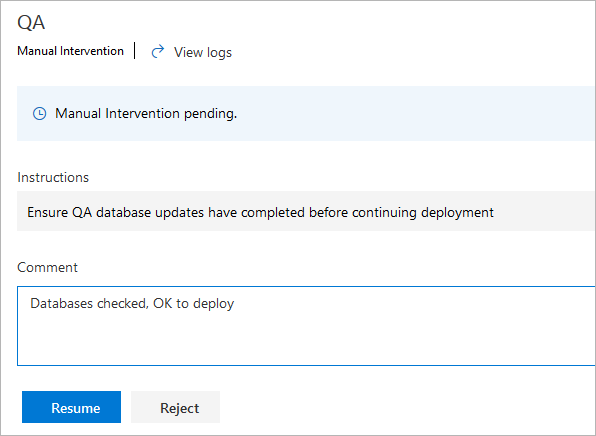 QA
Manual Intervention | View logs
Manual Intervention pending.
Instructions
Ensure QA database updates have completed before continuing deployment
Comment
Databases checked, OK to deploy
Resume Reject